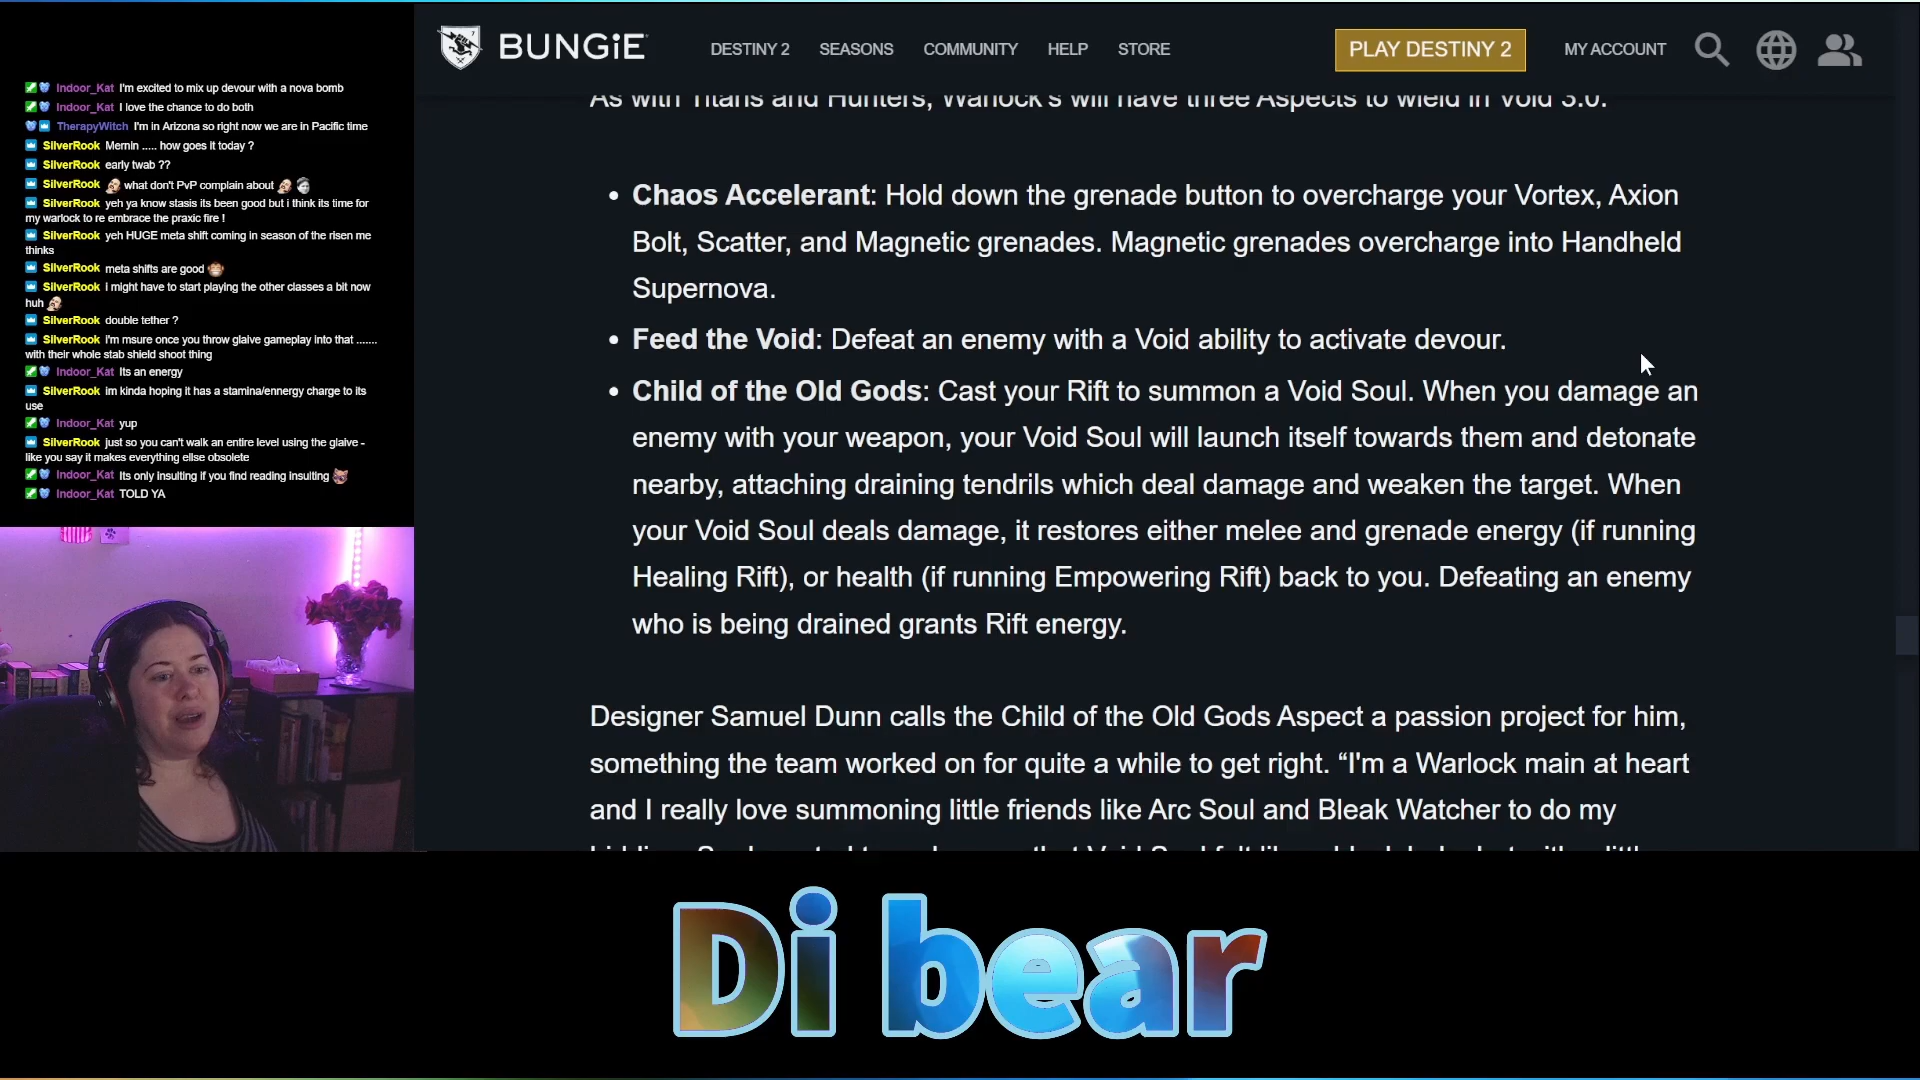 BUNGiE
DESTINY 2 SEASONS COMMUNITY HELP STORE
PLAY DESTINY 2
MY ACCOUNT
Indoor_Kat I'm excited to mix up devour with a nova bomb
Indoor_Kat I love the chance to do both
TherapyWitch I'm in Arizona so right now we are in Pacific time
SilverRook Mernin ..... how goes it today ?
SilverRook early twab ??
SilverRook what don't PvP complain about
SilverRook yeh ya know stasis its been good but i think its time for
my warlock to re embrace the praxic fire !
SilverRook yeh HUGE meta shift coming in season of the risen me
thinks
SilverRook meta shifts are good
SilverRook i might have to start playing the other classes a bit now
huh
SilverRook double tether ?
SilverRook I'm msure once you throw glaive gameplay into that .......
with their whole stab shield shoot thing
Indoor_Kat Its an energy
SilverRook im kinda hoping it has a stamina/ennergy charge to its
use
Indoor_Kat yup
SilverRook just so you can't walk an entire level using the glaive -
like you say it makes everything ellse obsolete
Indoor_Kat Its only insulting if you find reading insulting
Indoor_Kat TOLD YA
As with Titans and Hunters, Warlock's will have three Aspects to wield in Void 3.0.
• Chaos Accelerant: Hold down the grenade button to overcharge your Vortex, Axion
Bolt, Scatter, and Magnetic grenades. Magnetic grenades overcharge into Handheld
Supernova.
• Feed the Void: Defeat an enemy with a Void ability to activate devour.
• Child of the Old Gods: Cast your Rift to summon a Void Soul. When you damage an
enemy with your weapon, your Void Soul will launch itself towards them and detonate
nearby, attaching draining tendrils which deal damage and weaken the target. When
your Void Soul deals damage, it restores either melee and grenade energy (if running
Healing Rift), or health (if running Empowering Rift) back to you. Defeating an enemy
who is being drained grants Rift energy.
Designer Samuel Dunn calls the Child of the Old Gods Aspect a passion project for him,
something the team worked on for quite a while to get right. “I'm a Warlock main at heart
and I really love summoning little friends like Arc Soul and Bleak Watcher to do my
Di bear